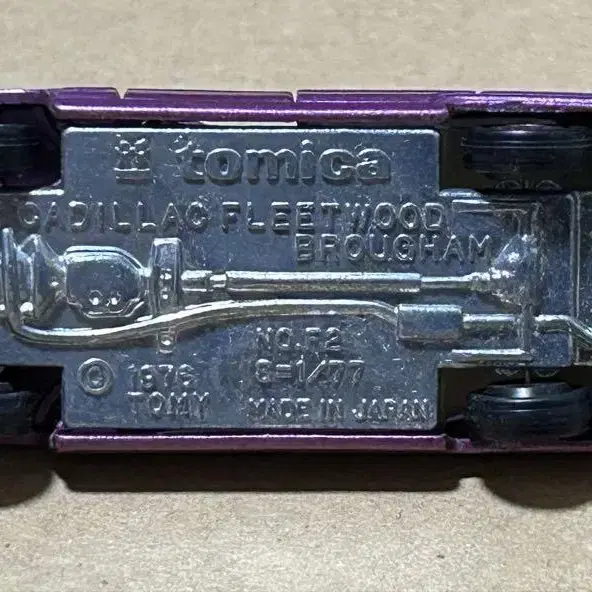 tomica
CADILLAC FLEETWOOD
BROUGHAM
NO.F2
© 1976 S=1/77
TOMY MADE IN JAPAN